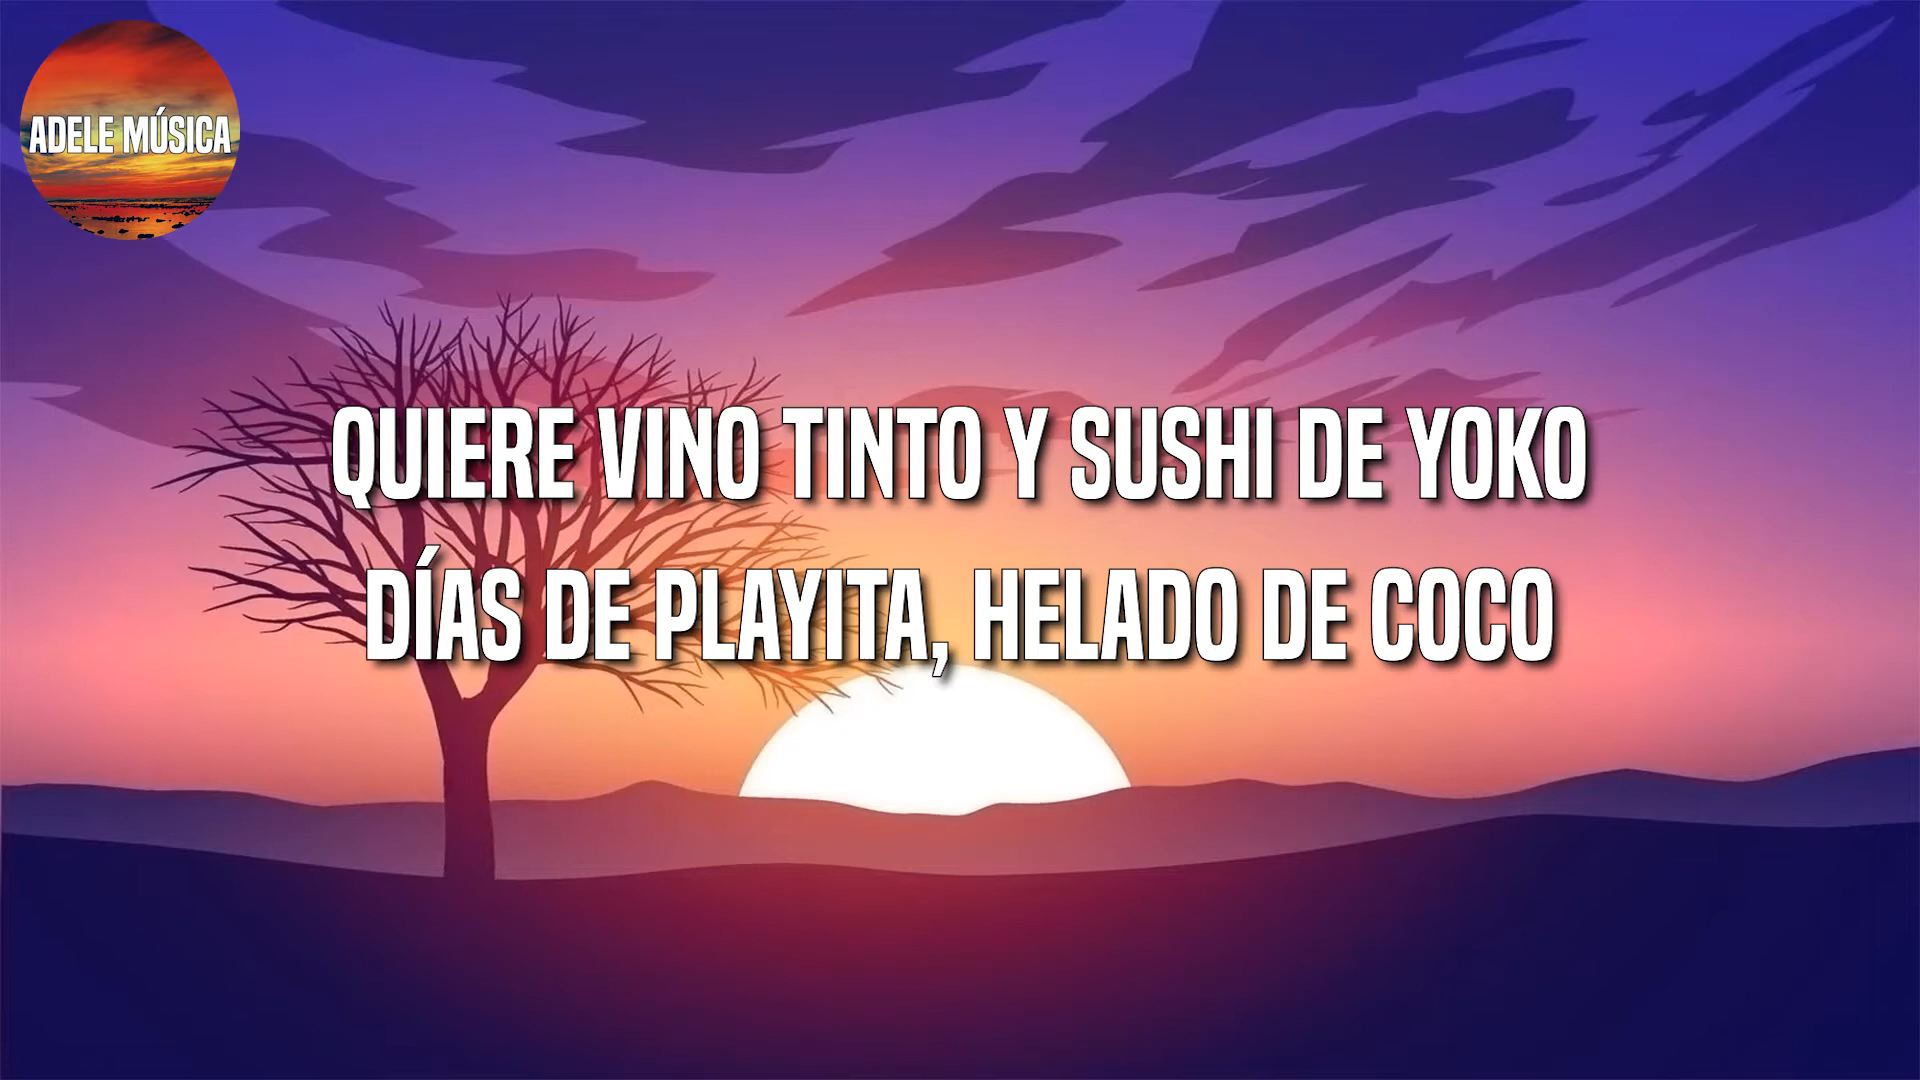 ADELE MÚSICA
QUIERE VINO TINTO Y SUSHI DE YOKO
DÍAS DE PLAYITA, HELADO DE COCO